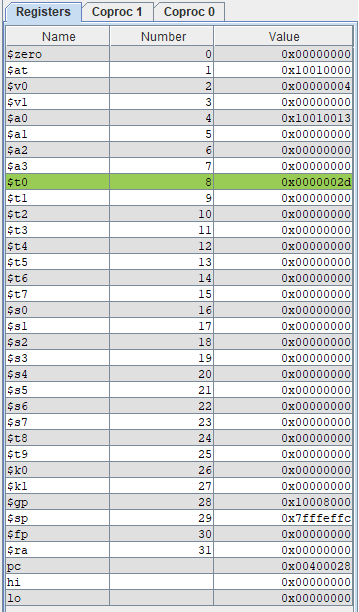 Registers Coproc 1 Coproc 0
Name Number Value
$zero 0 0x00000000
$at 1 0x10010000
$v0 2 0x00000004
$v1 3 0x00000000
$a0 4 0x10010013
$a1 5 0x00000000
$a2 6 0x00000000
$a3 7 0x00000000
$t0 8 0x0000002d
$t1 9 0x00000000
$t2 10 0x00000000
$t3 11 0x00000000
$t4 12 0x00000000
$t5 13 0x00000000
$t6 14 0x00000000
$t7 15 0x00000000
$s0 16 0x00000000
$s1 17 0x00000000
$s2 18 0x00000000
$s3 19 0x00000000
$s4 20 0x00000000
$s5 21 0x00000000
$s6 22 0x00000000
$s7 23 0x00000000
$t8 24 0x00000000
$t9 25 0x00000000
$k0 26 0x00000000
$k1 27 0x00000000
$gp 28 0x10008000
$sp 29 0x7fffeffc
$fp 30 0x00000000
$ra 31 0x00000000
pc 0x00400028
hi 0x00000000
lo 0x00000000